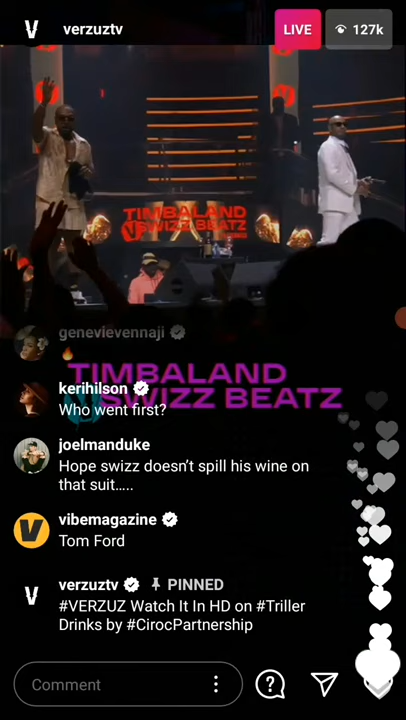 verzuztv
LIVE
127k
TIMBALAND
SWIZZ BEATZ
genevievennaji
TIMBALAND
SWIZZ BEATZ
kerihilson
Who went first?
joelmanduke
Hope swizz doesn't spill his wine on
that suit.....
vibemagazine
Tom Ford
verzuztv PINNED
#VERZUZ Watch It In HD on #Triller
Drinks by #CirocPartnership
Comment